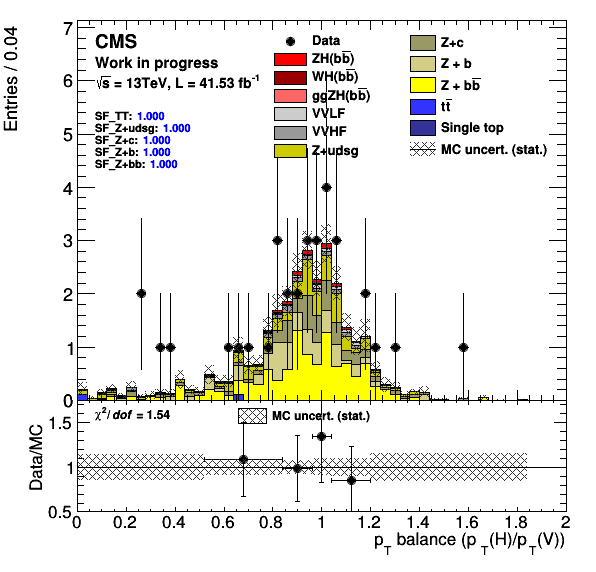 CMS
Work in progress
√s = 13TeV, L = 41.53 fb⁻¹
SF_TT: 1.000
SF_Z+udsg: 1.000
SF_Z+c: 1.000
SF_Z+b: 1.000
SF_Z+bb: 1.000
Data
ZH(bb̅)
WH(bb̅)
ggZH(bb̅)
VVLF
VVHF
Z+udsg
Z+c
Z + b
Z + bb̅
tt̅
Single top
MC uncert. (stat.)
Entries / 0.04
7
6
5
4
3
2
1
0
χ²/dof = 1.54
MC uncert. (stat.)
Data/MC
1.5
1
0.5
0 0.2 0.4 0.6 0.8 1 1.2 1.4 1.6 1.8 2
p_T balance (p_T(H)/p_T(V))